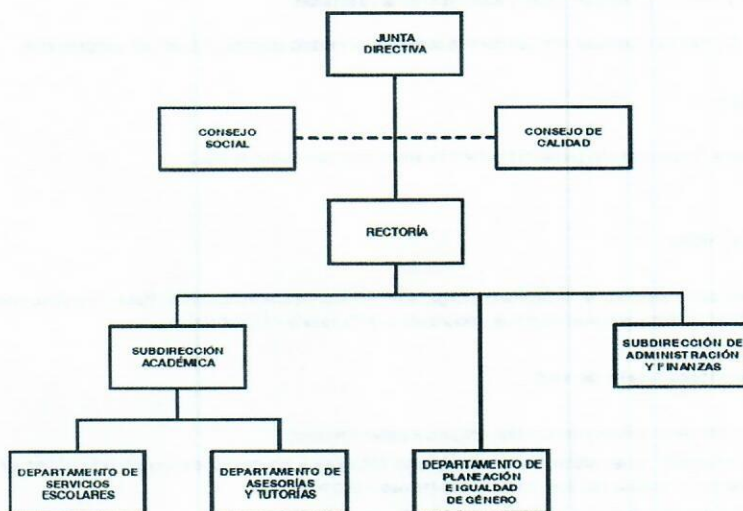 JUNTA
DIRECTIVA
CONSEJO
SOCIAL
CONSEJO DE
CALIDAD
RECTORÍA
SUBDIRECCIÓN
ACADÉMICA
SUBDIRECCIÓN DE
ADMINISTRACIÓN
Y FINANZAS
DEPARTAMENTO DE
SERVICIOS
ESCOLARES
DEPARTAMENTO DE
ASESORÍAS
Y TUTORÍAS
DEPARTAMENTO DE
PLANEACIÓN
E IGUALDAD
DE GÉNERO